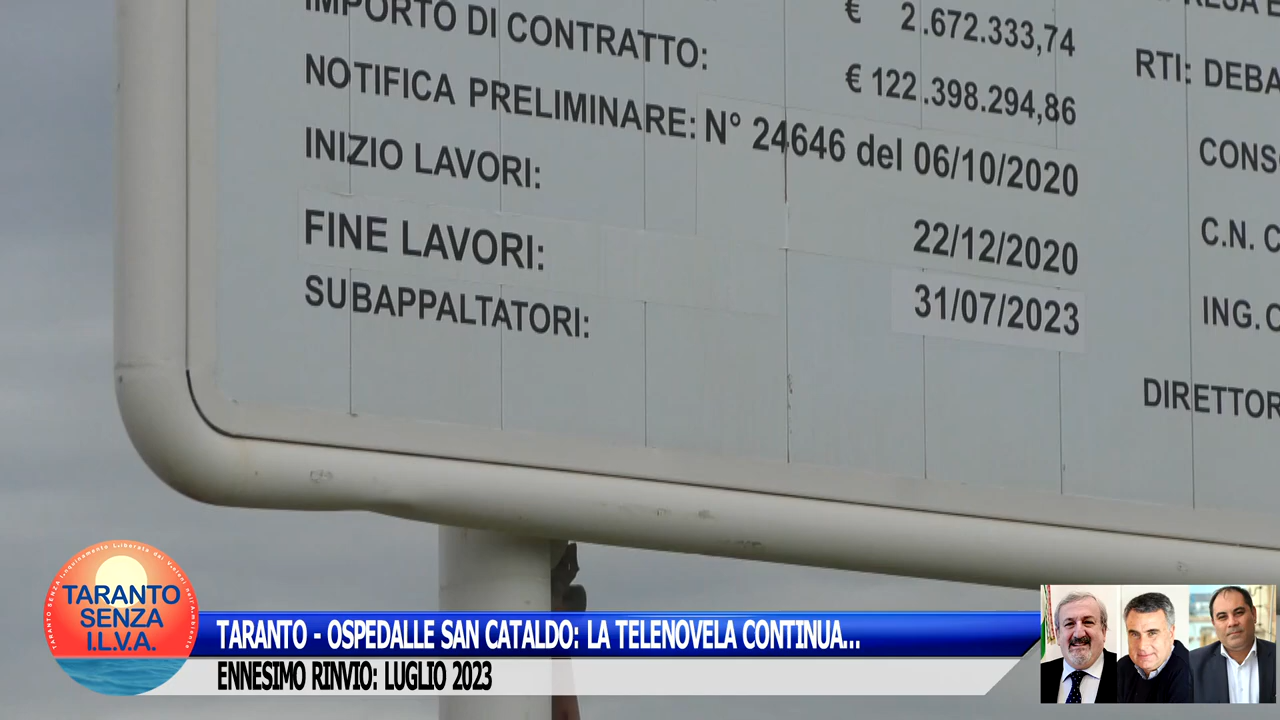 IMPORTO DI CONTRATTO:
€ 2.672.333,74
NOTIFICA PRELIMINARE:
€ 122.398.294,86
N° 24646 del 06/10/2020
INIZIO LAVORI:
22/12/2020
FINE LAVORI:
31/07/2023
SUBAPPALTATORI:
RTI: DEBA
CONS
C.N. C
ING.C
DIRETTOR
TARANTO
SENZA
I.L.V.A.
TARANTO - OSPEDALLE SAN CATALDO: LA TELENOVELA CONTINUA...
ENNESIMO RINVIO: LUGLIO 2023